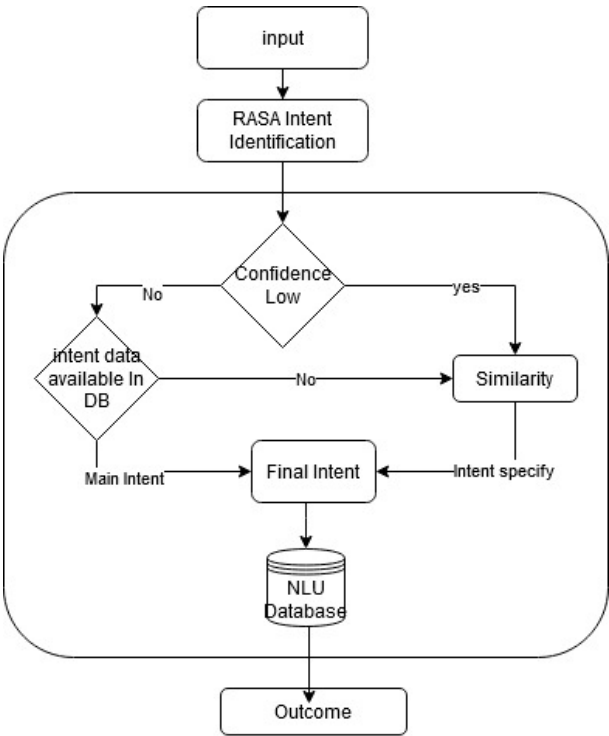 input
RASA Intent
Identification
Confidence
Low
No
yes
intent data
available In
DB
No
Similarity
Main Intent
Final Intent
Intent specify
NLU
Database
Outcome